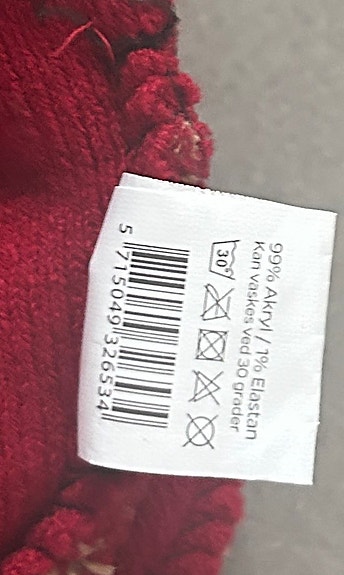 99% Akryl / 1% Elastan
Kan vaskes ved 30 grader
30°
5 715049 326534